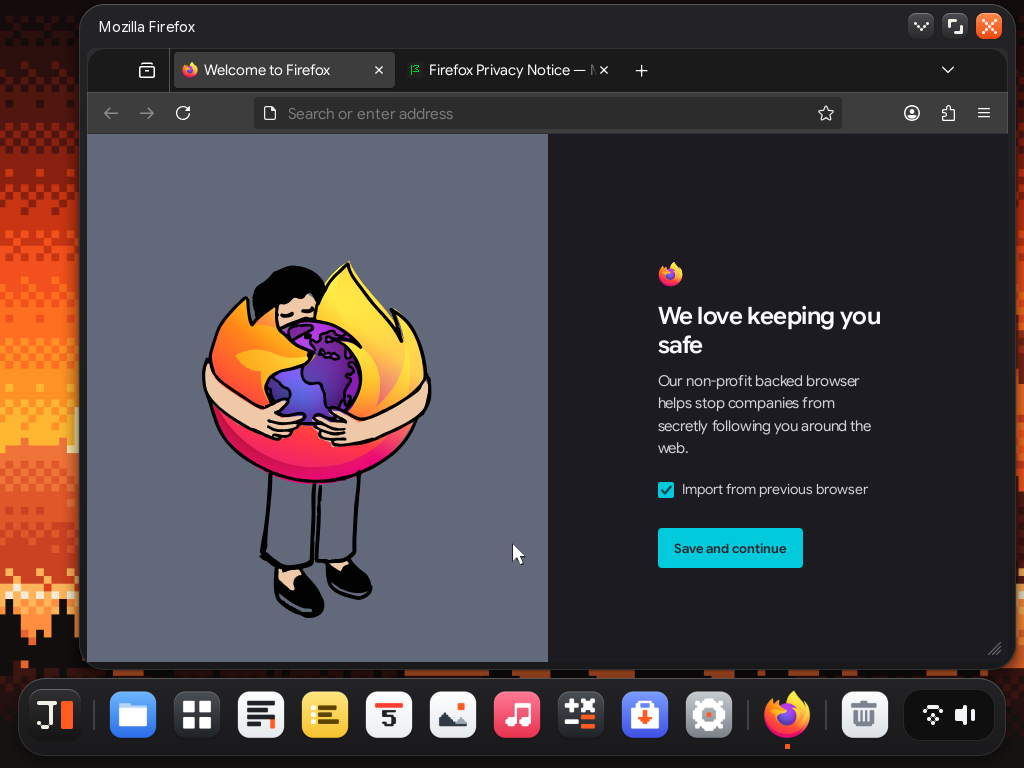 Mozilla Firefox
Welcome to Firefox
Firefox Privacy Notice —
Search or enter address
We love keeping you
safe
Our non-profit backed browser
helps stop companies from
secretly following you around the
web.
Import from previous browser
Save and continue
5